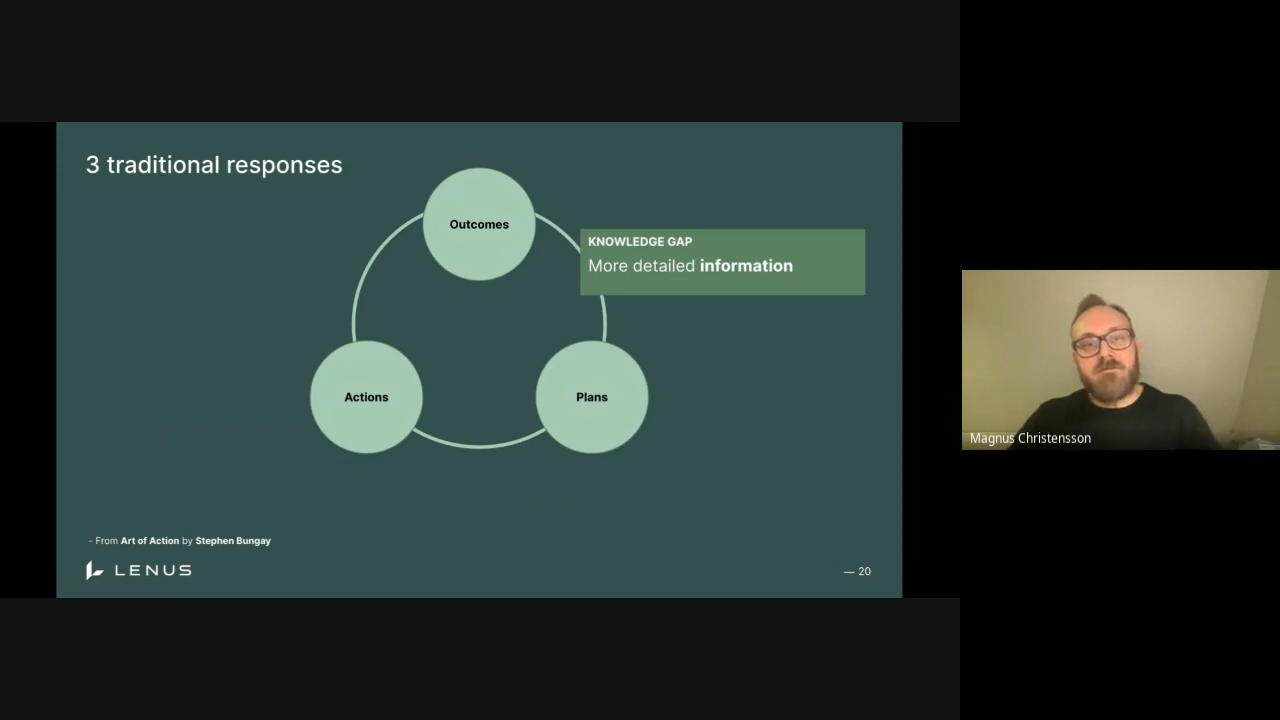 3 traditional responses
Outcomes
KNOWLEDGE GAP
More detailed information
Actions
Plans
- From Art of Action by Stephen Bungay
LENUS
— 20
Magnus Christensson